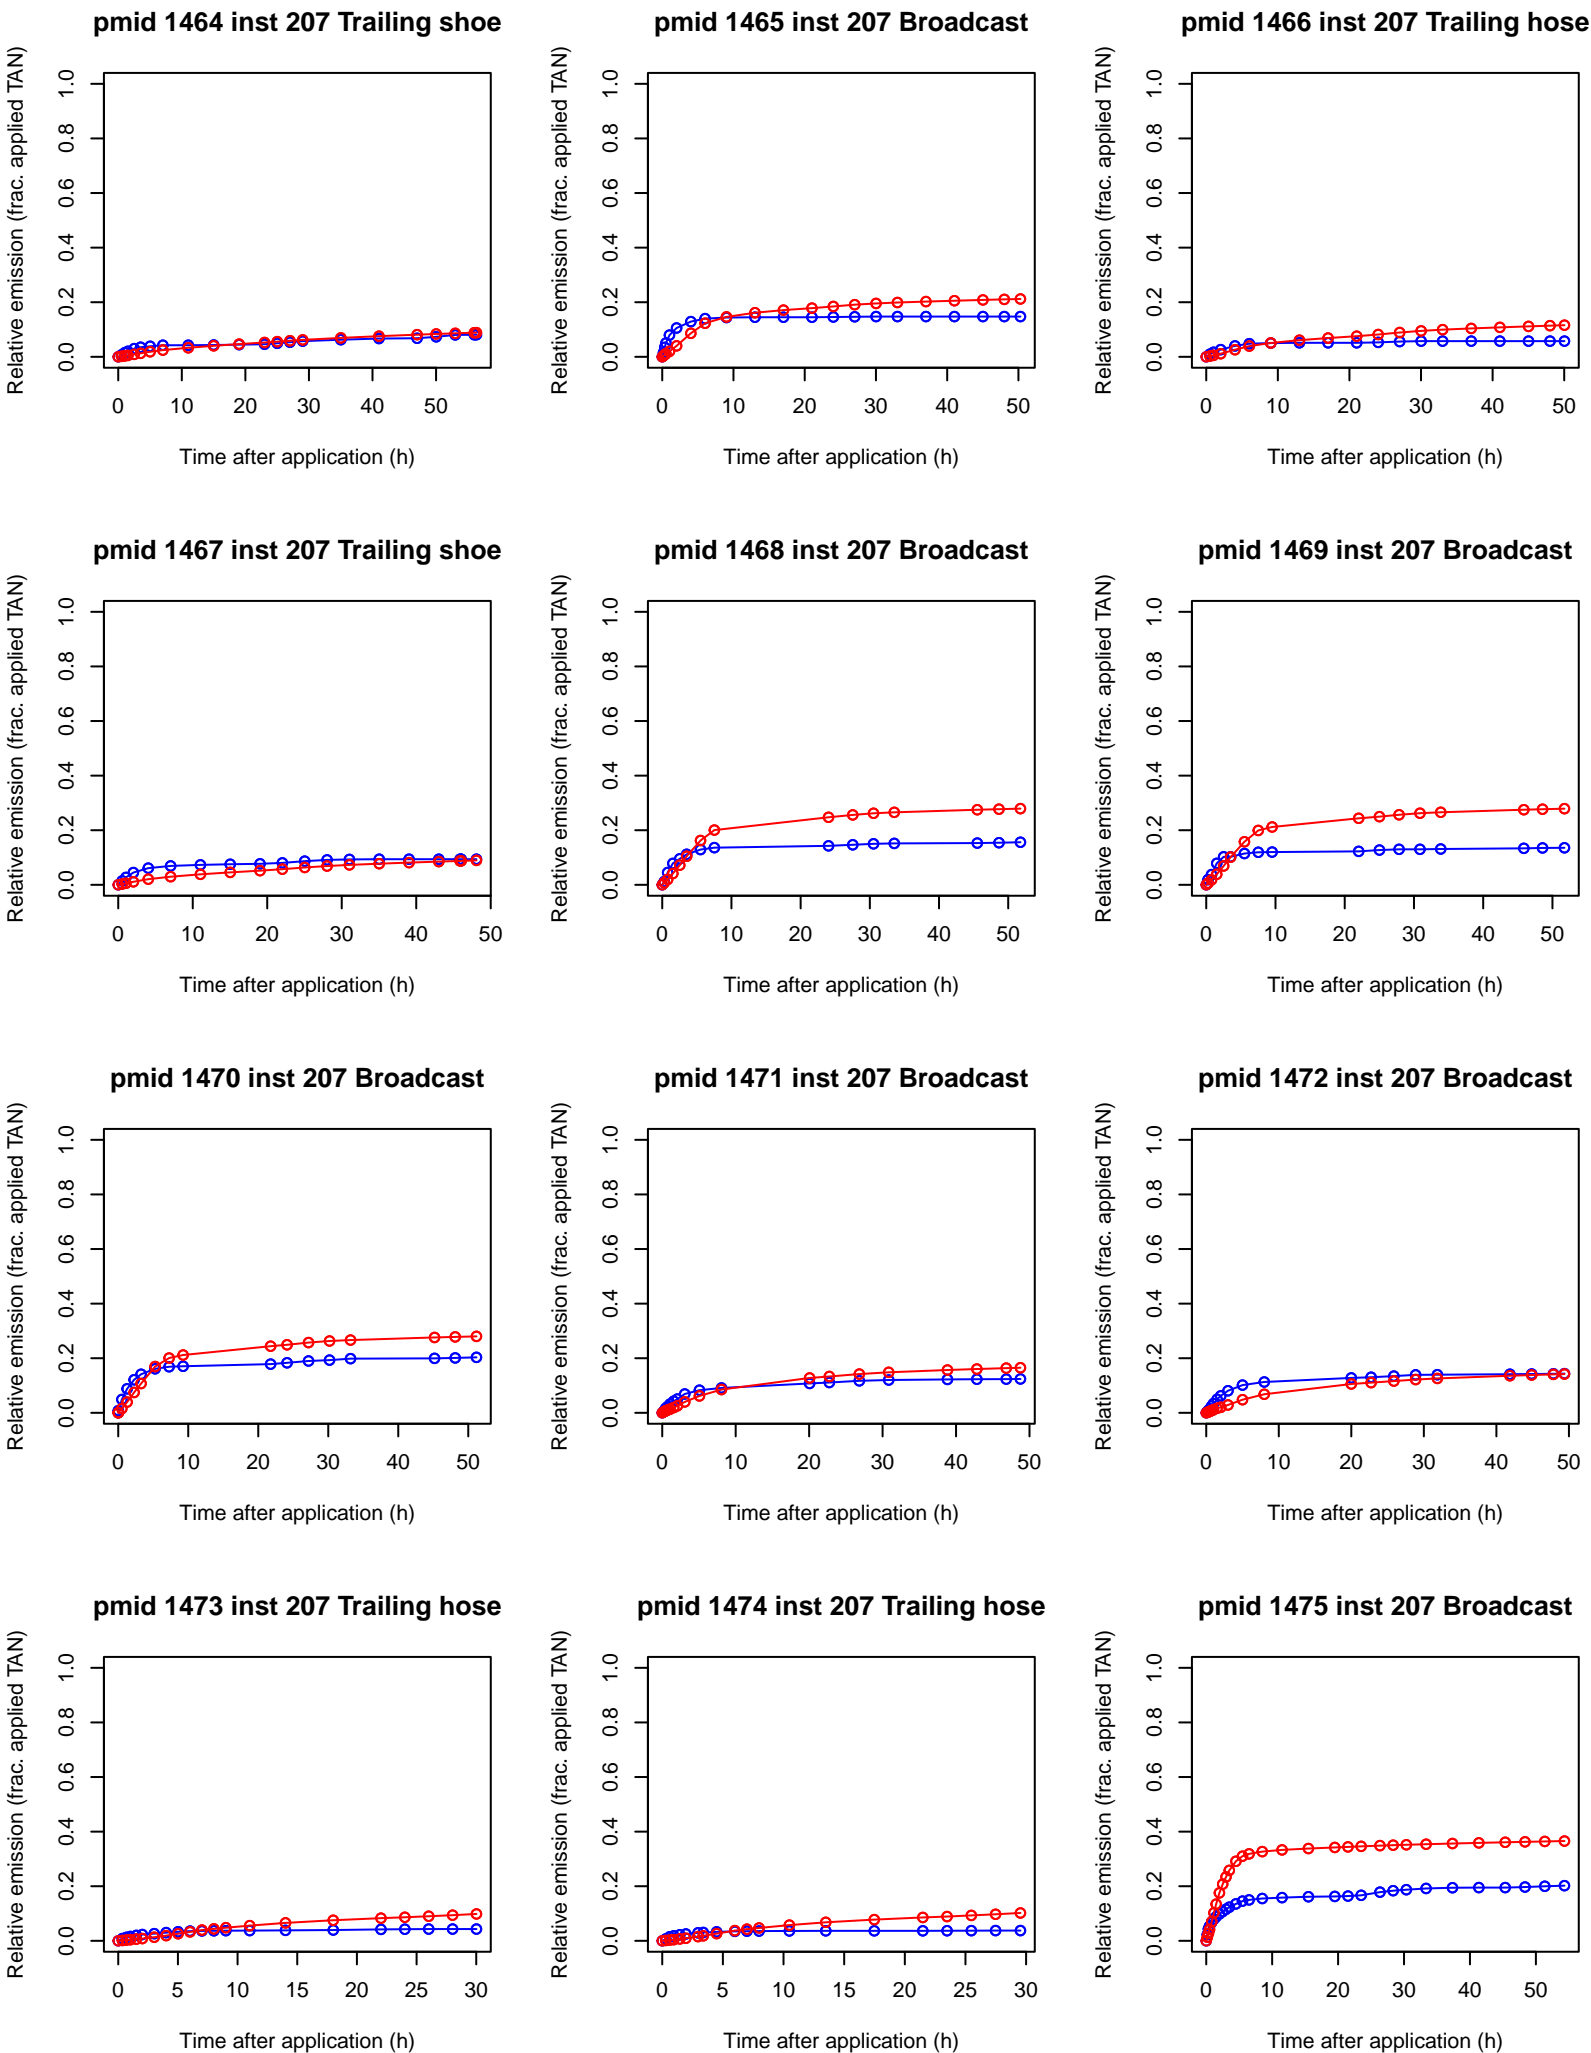 pmid 1464 inst 207 Trailing shoe
Relative emission (frac. applied TAN)
1.0
0.8
0.6
0.4
0.2
0.0
0 10 20 30 40 50
Time after application (h)
pmid 1465 inst 207 Broadcast
Relative emission (frac. applied TAN)
1.0
0.8
0.6
0.4
0.2
0.0
0 10 20 30 40 50
Time after application (h)
pmid 1466 inst 207 Trailing hose
Relative emission (frac. applied TAN)
1.0
0.8
0.6
0.4
0.2
0.0
0 10 20 30 40 50
Time after application (h)
pmid 1467 inst 207 Trailing shoe
Relative emission (frac. applied TAN)
1.0
0.8
0.6
0.4
0.2
0.0
0 10 20 30 40 50
Time after application (h)
pmid 1468 inst 207 Broadcast
Relative emission (frac. applied TAN)
1.0
0.8
0.6
0.4
0.2
0.0
0 10 20 30 40 50
Time after application (h)
pmid 1469 inst 207 Broadcast
Relative emission (frac. applied TAN)
1.0
0.8
0.6
0.4
0.2
0.0
0 10 20 30 40 50
Time after application (h)
pmid 1470 inst 207 Broadcast
Relative emission (frac. applied TAN)
1.0
0.8
0.6
0.4
0.2
0.0
0 10 20 30 40 50
Time after application (h)
pmid 1471 inst 207 Broadcast
Relative emission (frac. applied TAN)
1.0
0.8
0.6
0.4
0.2
0.0
0 10 20 30 40 50
Time after application (h)
pmid 1472 inst 207 Broadcast
Relative emission (frac. applied TAN)
1.0
0.8
0.6
0.4
0.2
0.0
0 10 20 30 40 50
Time after application (h)
pmid 1473 inst 207 Trailing hose
Relative emission (frac. applied TAN)
1.0
0.8
0.6
0.4
0.2
0.0
0 5 10 15 20 25 30
Time after application (h)
pmid 1474 inst 207 Trailing hose
Relative emission (frac. applied TAN)
1.0
0.8
0.6
0.4
0.2
0.0
0 5 10 15 20 25 30
Time after application (h)
pmid 1475 inst 207 Broadcast
Relative emission (frac. applied TAN)
1.0
0.8
0.6
0.4
0.2
0.0
0 10 20 30 40 50
Time after application (h)